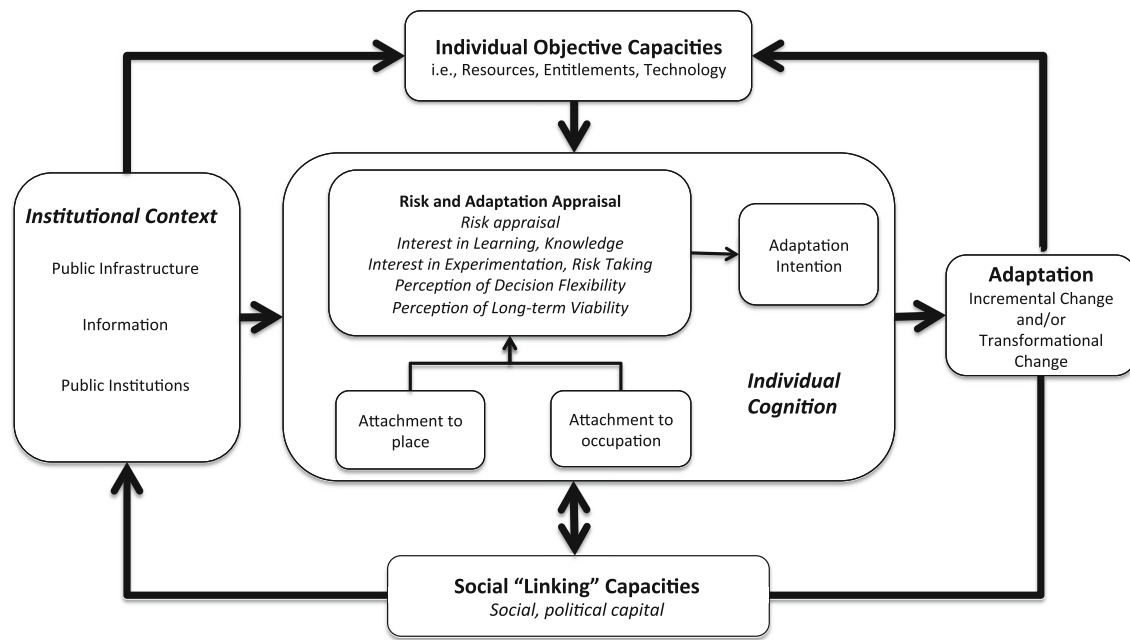 Individual Objective Capacities
i.e., Resources, Entitlements, Technology
Institutional Context
Public Infrastructure
Information
Public Institutions
Risk and Adaptation Appraisal
Risk appraisal
Interest in Learning, Knowledge
Interest in Experimentation, Risk Taking
Perception of Decision Flexibility
Perception of Long-term Viability
Adaptation
Intention
Attachment to
place
Attachment to
occupation
Individual
Cognition
Adaptation
Incremental Change
and/or
Transformational
Change
Social “Linking” Capacities
Social, political capital